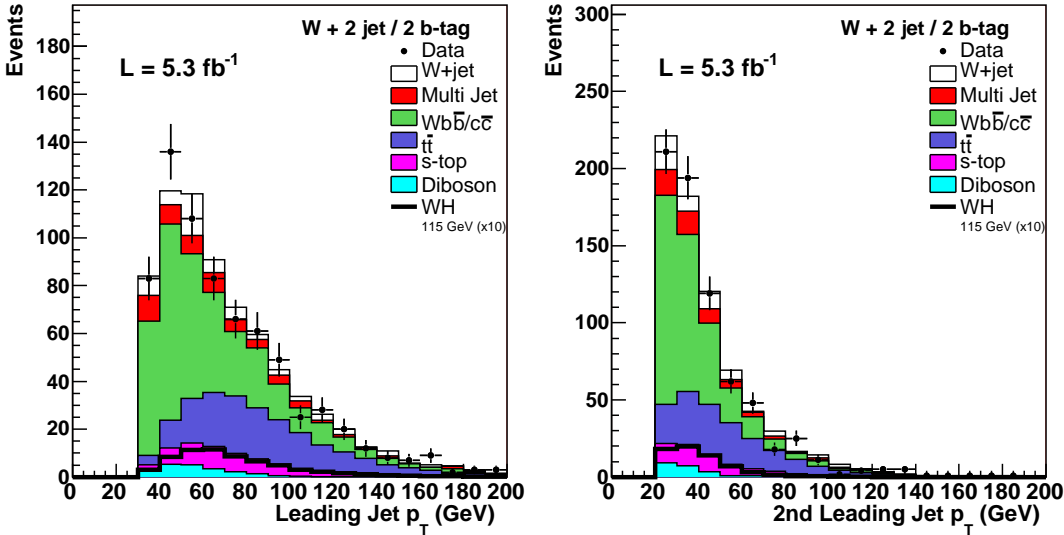 Events
180
160
140
120
100
80
60
40
20
0
0 20 40 60 80 100 120 140 160 180 200
Leading Jet p_T (GeV)
L = 5.3 fb⁻¹
W + 2 jet / 2 b-tag
Data
W+jet
Multi Jet
Wbb̅/cc̅
tt̅
s-top
Diboson
WH
115 GeV (x10)
Events
300
250
200
150
100
50
0
0 20 40 60 80 100 120 140 160 180 200
2nd Leading Jet p_T (GeV)
L = 5.3 fb⁻¹
W + 2 jet / 2 b-tag
Data
W+jet
Multi Jet
Wbb̅/cc̅
tt̅
s-top
Diboson
WH
115 GeV (x10)